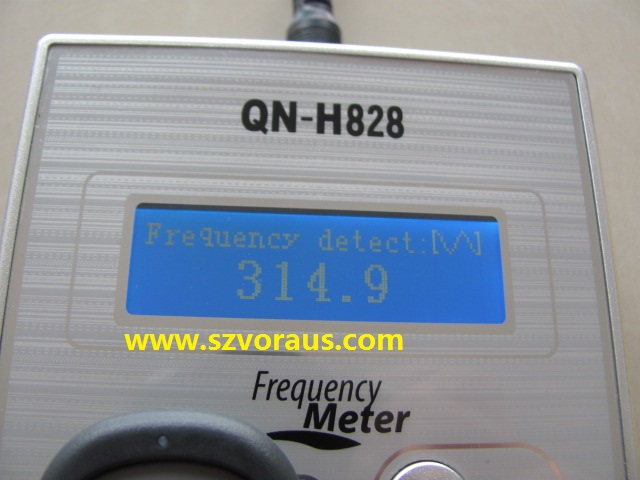 QN-H828
Frequency detect:[\/\/]
314.9
www.szvoraus.com
Frequency
Meter